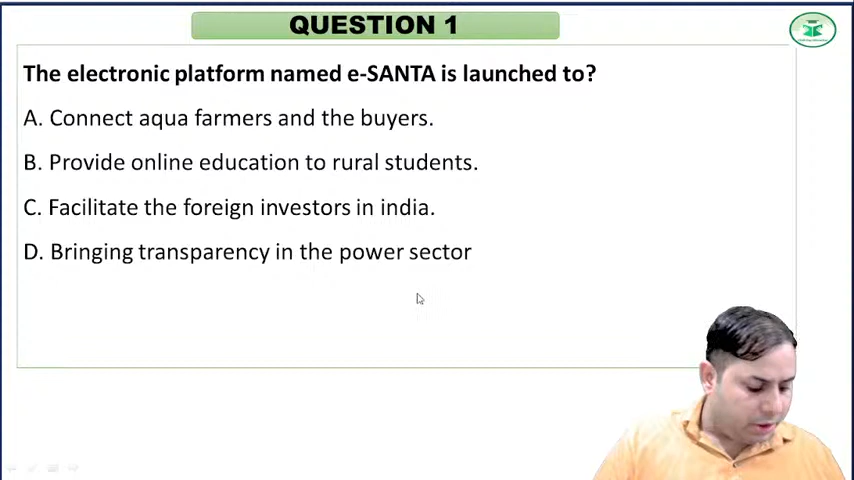 QUESTION 1
The electronic platform named e-SANTA is launched to?
A. Connect aqua farmers and the buyers.
B. Provide online education to rural students.
C. Facilitate the foreign investors in india.
D. Bringing transparency in the power sector